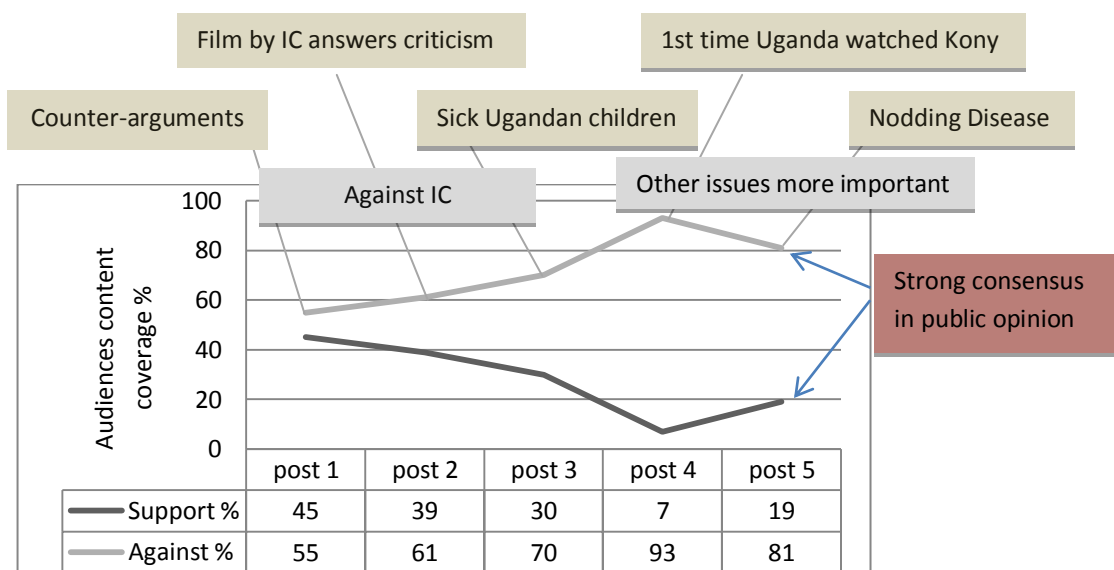 Film by IC answers criticism
1st time Uganda watched Kony
Counter-arguments
Sick Ugandan children
Nodding Disease
Against IC
Other issues more important
Audiences content
coverage %
100
80
60
40
20
0
Strong consensus
in public opinion
post 1 post 2 post 3 post 4 post 5
Support % 45 39 30 7 19
Against % 55 61 70 93 81